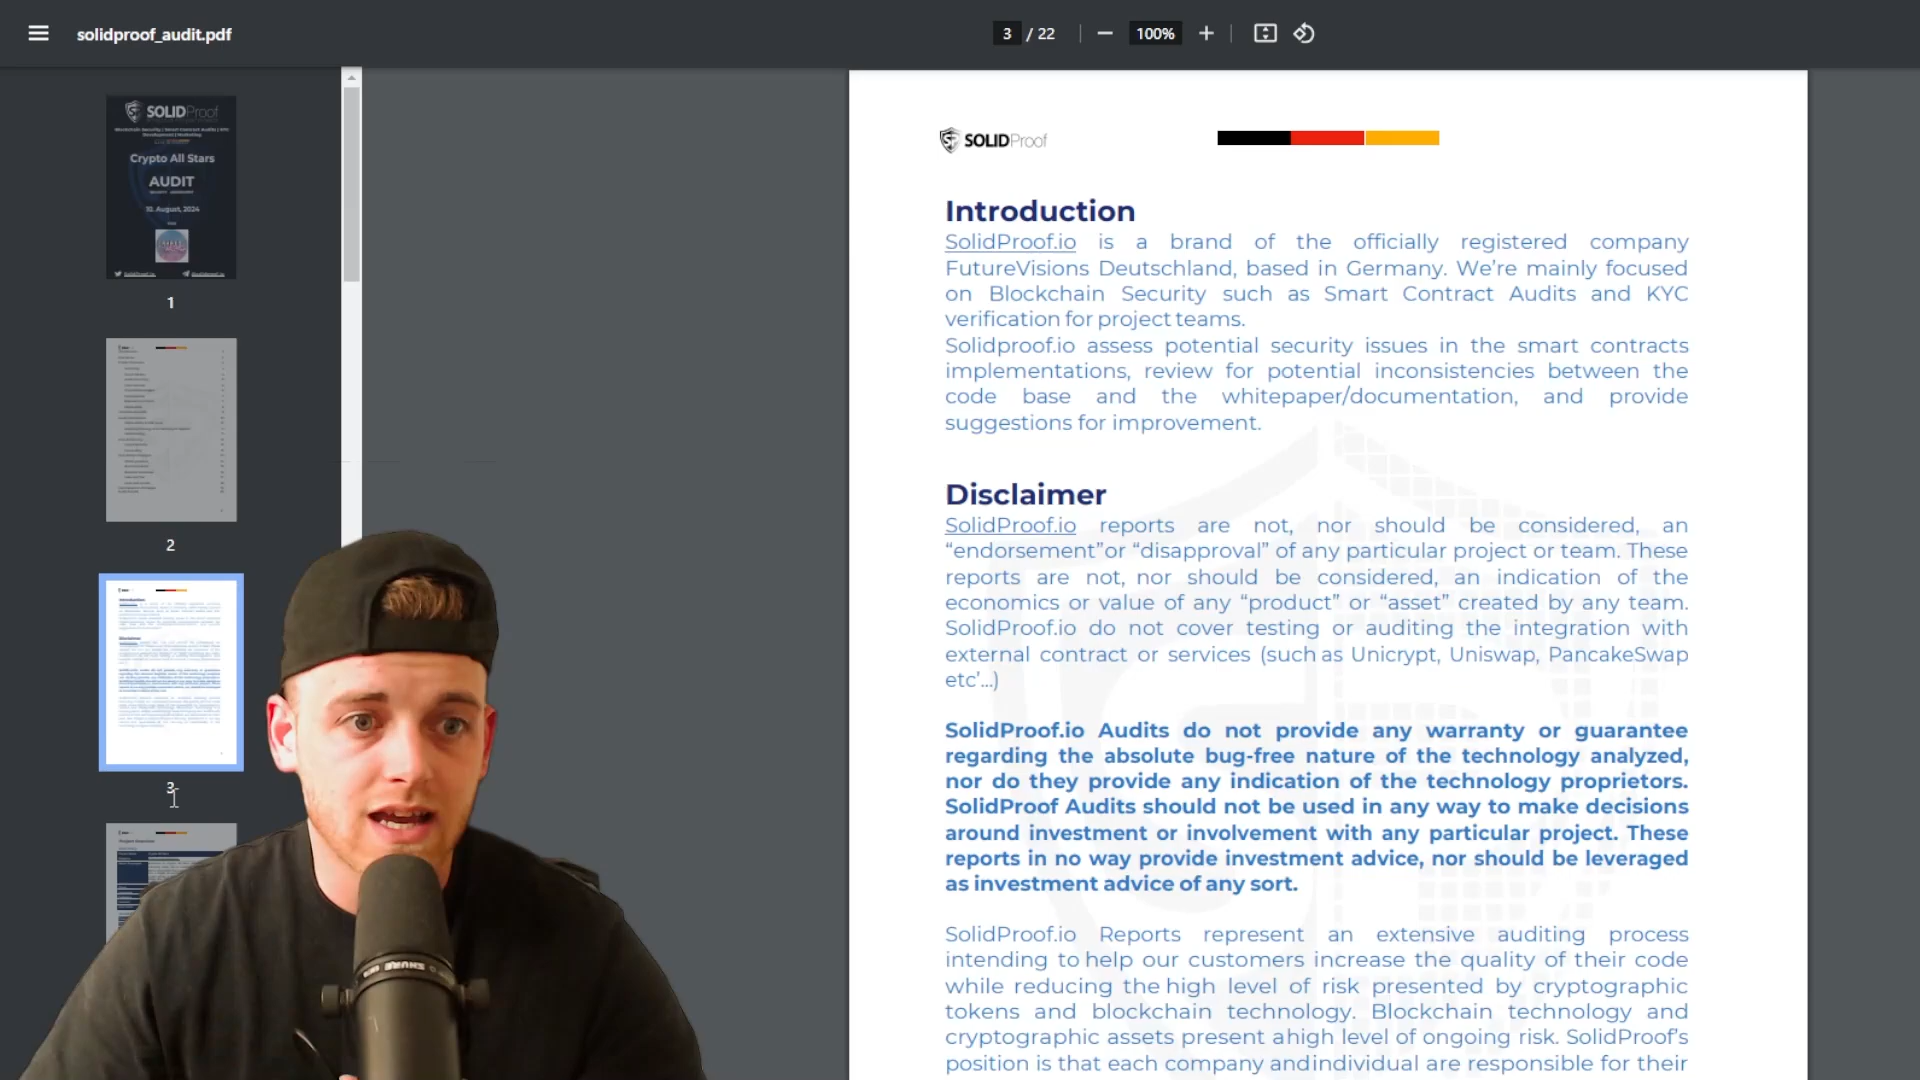 solidproof_audit.pdf
3 / 22
100%
SOLIDProof
Crypto All Stars
AUDIT
10. August, 2024
1
2
3
SOLIDProof
Introduction
SolidProof.io is a brand of the officially registered company
FutureVisions Deutschland, based in Germany. We’re mainly focused
on Blockchain Security such as Smart Contract Audits and KYC
verification for project teams.
Solidproof.io assess potential security issues in the smart contracts
implementations, review for potential inconsistencies between the
code base and the whitepaper/documentation, and provide
suggestions for improvement.
Disclaimer
SolidProof.io reports are not, nor should be considered, an
“endorsement”or “disapproval” of any particular project or team. These
reports are not, nor should be considered, an indication of the
economics or value of any “product” or “asset” created by any team.
SolidProof.io do not cover testing or auditing the integration with
external contract or services (such as Unicrypt, Uniswap, PancakeSwap
etc’...)
SolidProof.io Audits do not provide any warranty or guarantee
regarding the absolute bug-free nature of the technology analyzed,
nor do they provide any indication of the technology proprietors.
SolidProof Audits should not be used in any way to make decisions
around investment or involvement with any particular project. These
reports in no way provide investment advice, nor should be leveraged
as investment advice of any sort.
SolidProof.io Reports represent an extensive auditing process
intending to help our customers increase the quality of their code
while reducing the high level of risk presented by cryptographic
tokens and blockchain technology. Blockchain technology and
cryptographic assets present ahigh level of ongoing risk. SolidProof’s
position is that each company andindividual are responsible for their
SHURE